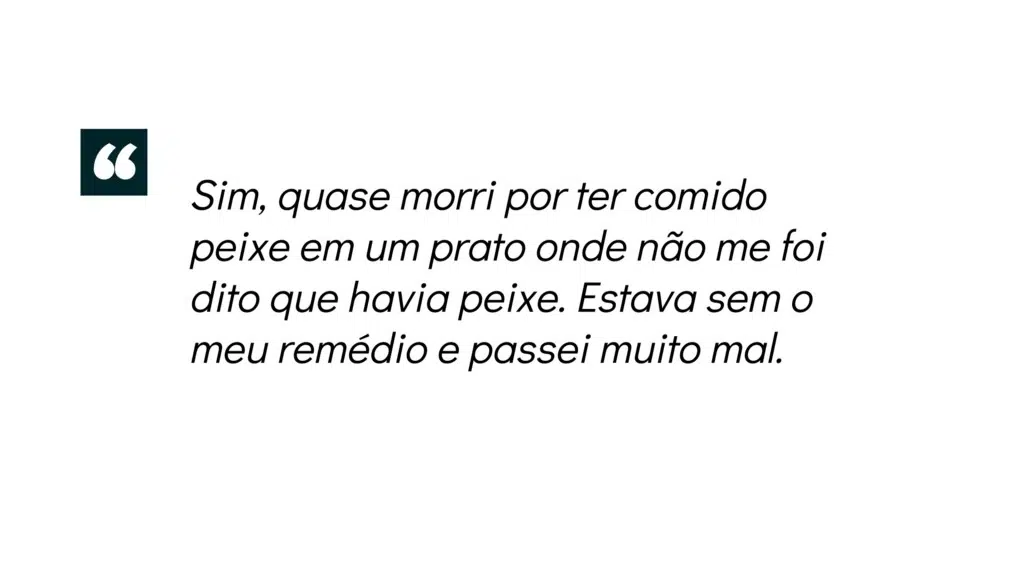 Sim, quase morri por ter comido
peixe em um prato onde não me foi
dito que havia peixe. Estava sem o
meu remédio e passei muito mal.